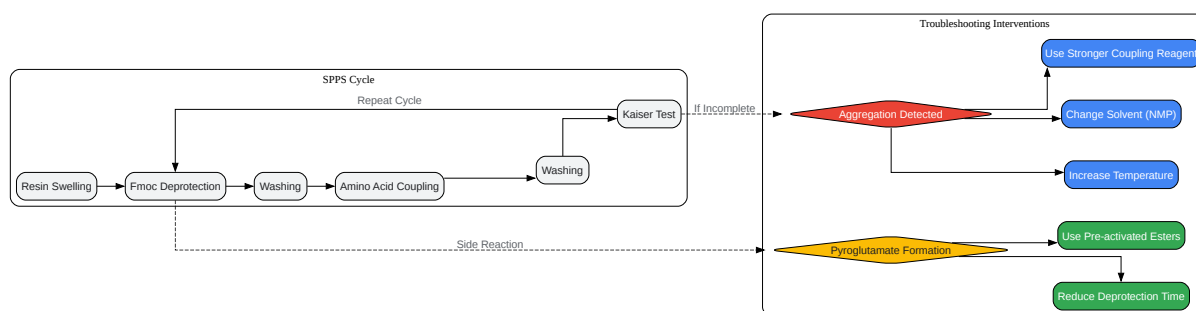 Troubleshooting Interventions
Use Stronger Coupling Reagent
SPPS Cycle
Repeat Cycle
If Incomplete
Kaiser Test
Aggregation Detected
Change Solvent (NMP)
Washing
Resin Swelling
Fmoc Deprotection
Washing
Amino Acid Coupling
Increase Temperature
Side Reaction
Pyroglutamate Formation
Use Pre-activated Esters
Reduce Deprotection Time